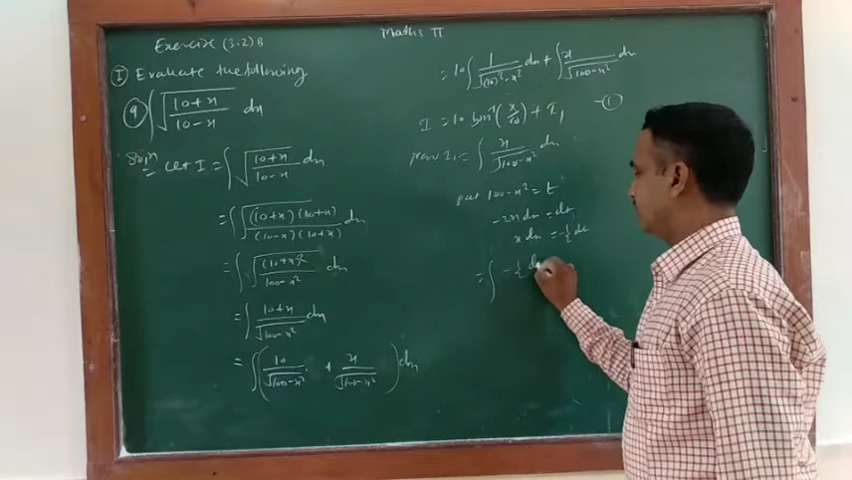 Maths II
Exercise (3.2) B
I Evaluate the following
9) ∫ √(10+x / 10-x) dx
Soln Let I = ∫ √(10+x / 10-x) dx
= ∫ √((10+x)(10+x) / (10-x)(10+x)) dx
= ∫ √((10+x)² / 100-x²) dx
= ∫ 10+x / √(100-x²) dx
= ∫ (10 / √(100-x²) + x / √(100-x²)) dx
= 10 ∫ 1 / √((10)²-x²) dx + ∫ x / √(100-x²) dx
I = 10 sin⁻¹(x/10) + I₁ —①
now I₁ = ∫ x / √(100-x²) dx
put 100-x² = t
-2x dx = dt
x dx = -½ dt
= ∫ -½